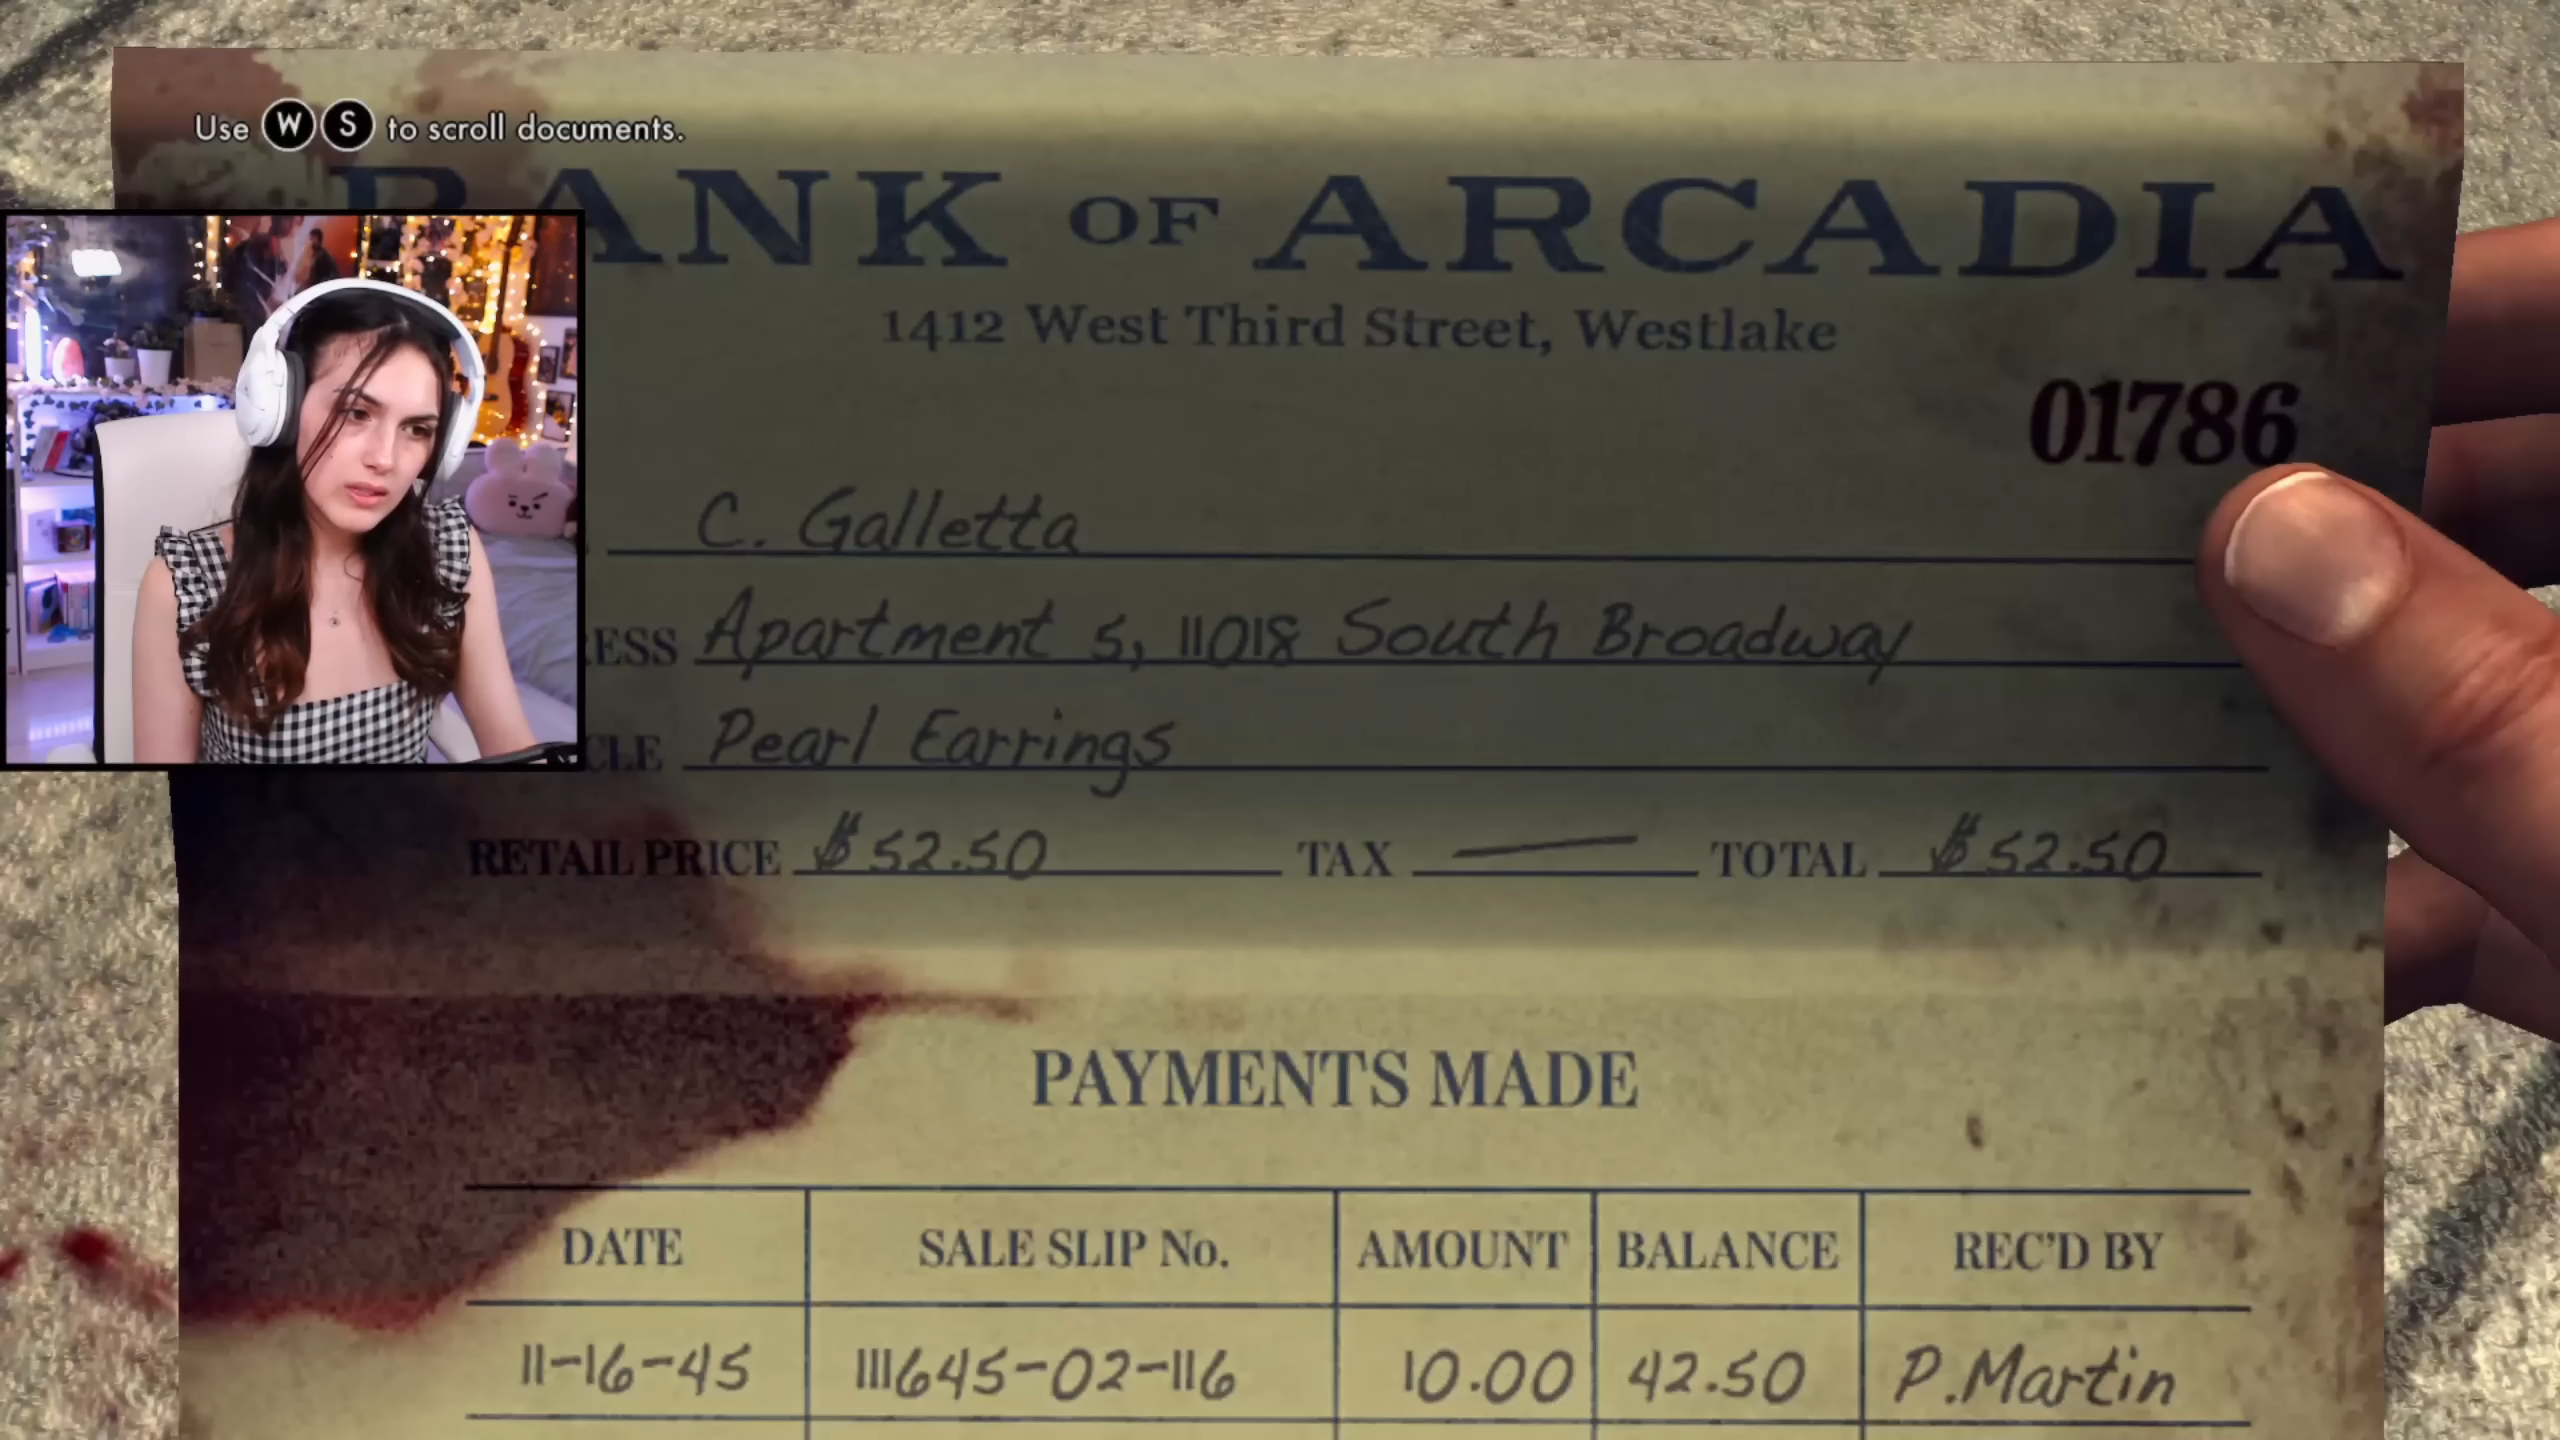 Use W S to scroll documents.
BANK OF ARCADIA
1412 West Third Street, Westlake
01786
C. Galletta
RESS Apartment 5, 11018 South Broadway
CLE Pearl Earrings
RETAIL PRICE $52.50 TAX — TOTAL $52.50
PAYMENTS MADE
DATE SALE SLIP No. AMOUNT BALANCE REC'D BY
11-16-45 111645-02-116 10.00 42.50 P.Martin